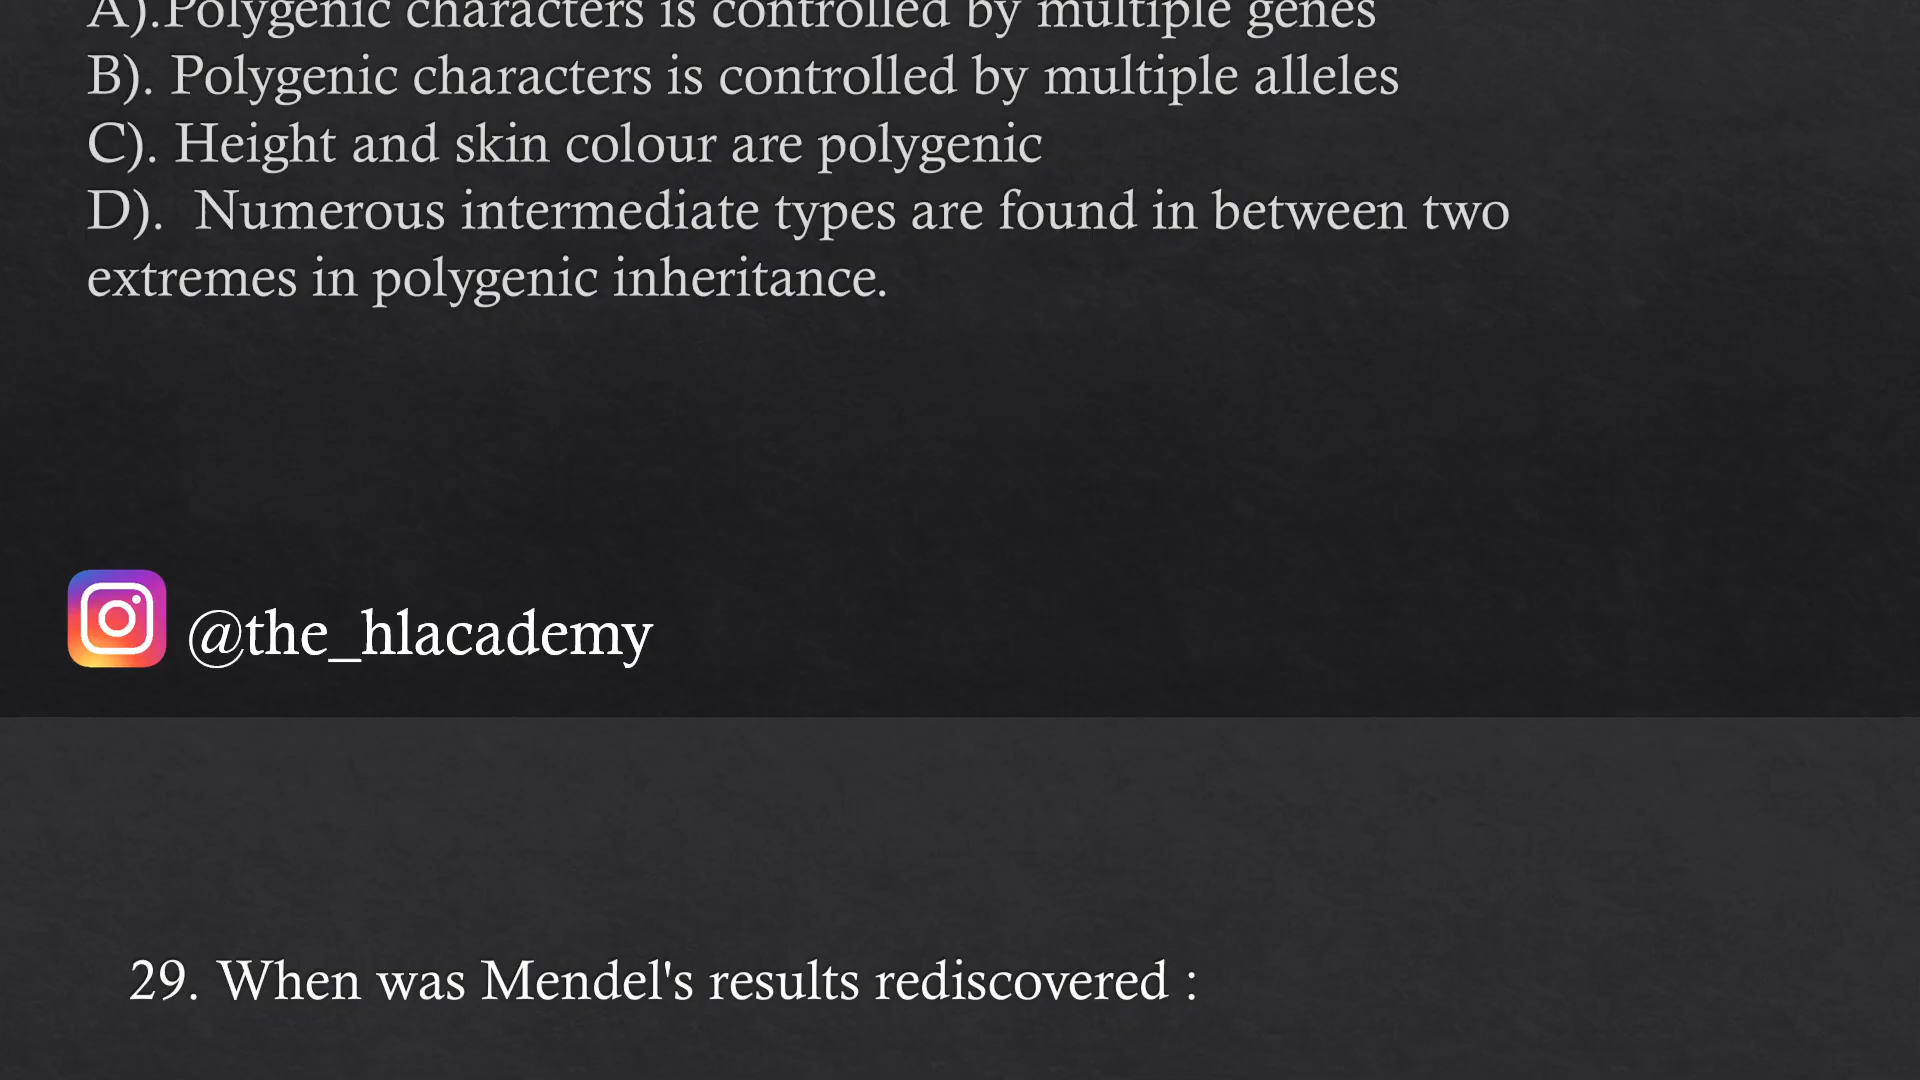 A).Polygenic characters is controlled by multiple genes
B). Polygenic characters is controlled by multiple alleles
C). Height and skin colour are polygenic
D).  Numerous intermediate types are found in between two
extremes in polygenic inheritance.
@the_hlacademy
29. When was Mendel's results rediscovered :